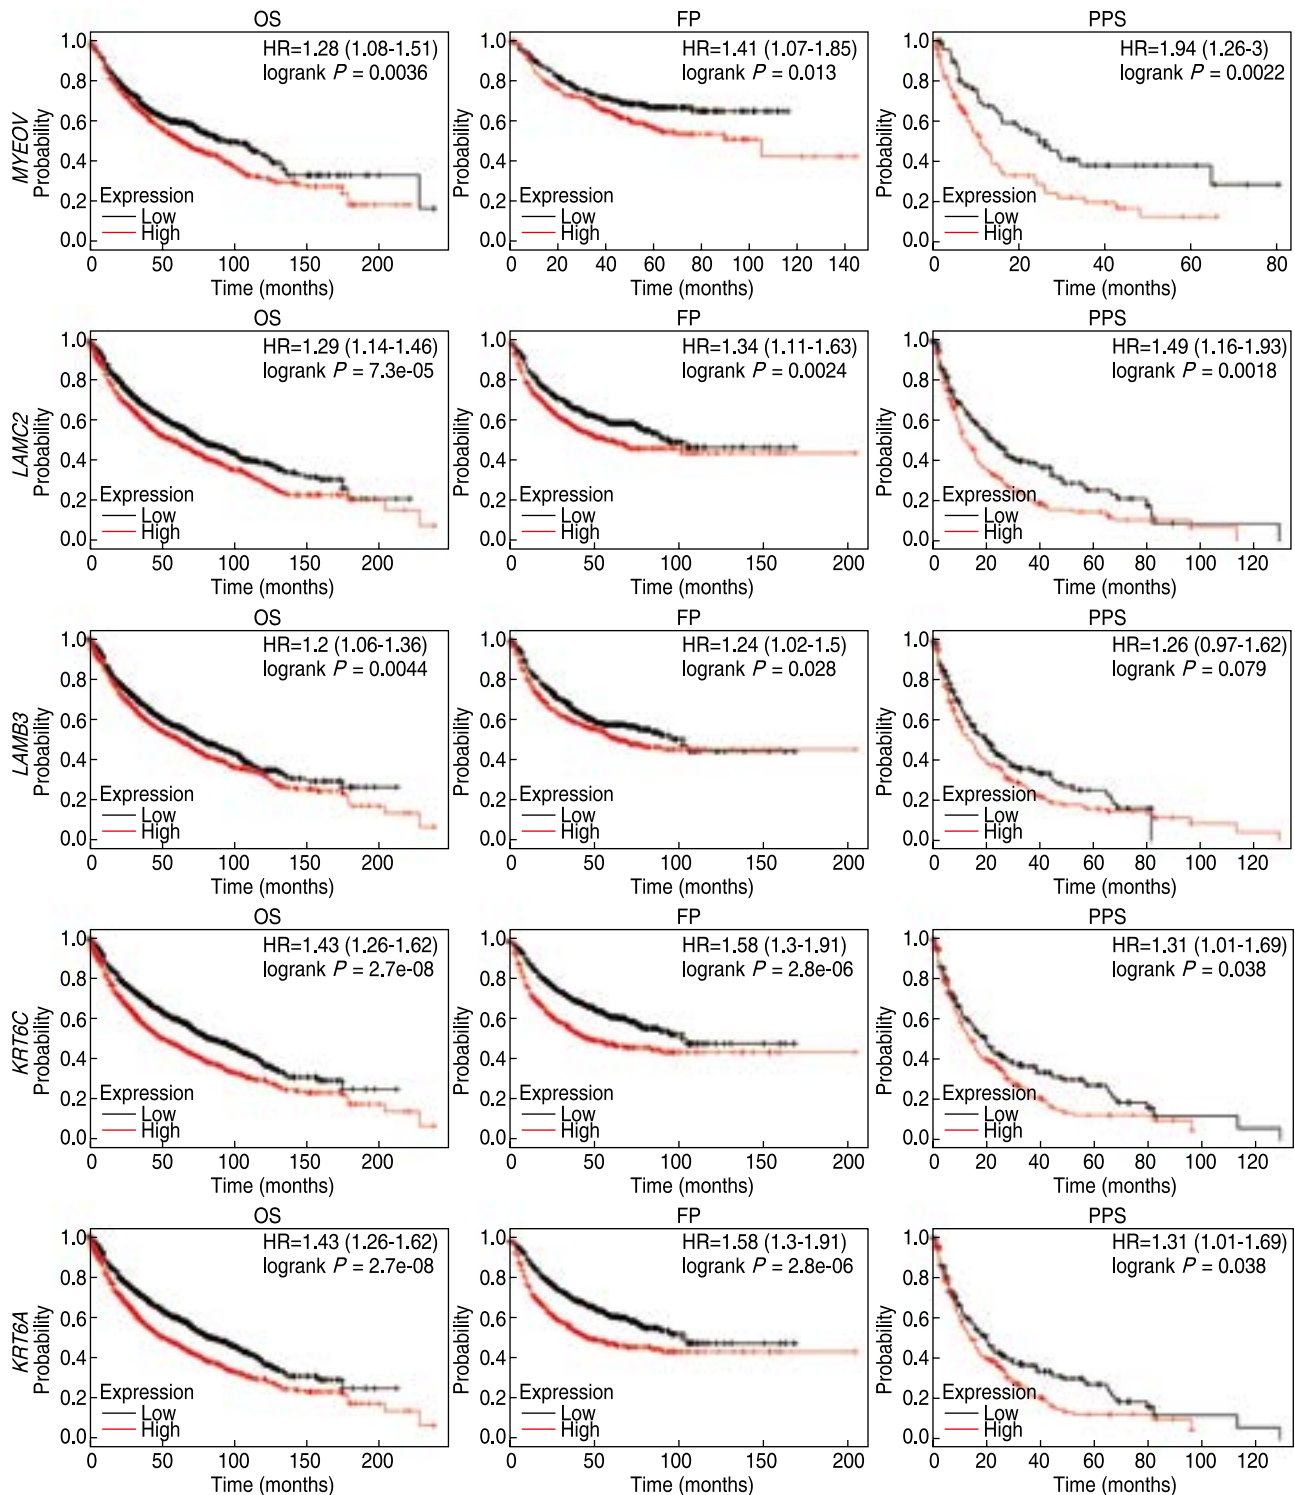 OS
HR=1.28 (1.08-1.51)
logrank P = 0.0036
MYEOV
Probability
1.0
0.8
0.6
0.4
0.2
0.0
Expression
Low
High
0 50 100 150 200
Time (months)
FP
HR=1.41 (1.07-1.85)
logrank P = 0.013
Probability
1.0
0.8
0.6
0.4
0.2
0.0
Expression
Low
High
0 20 40 60 80 100 120 140
Time (months)
PPS
HR=1.94 (1.26-3)
logrank P = 0.0022
Probability
1.0
0.8
0.6
0.4
0.2
0.0
Expression
Low
High
0 20 40 60 80
Time (months)
OS
HR=1.29 (1.14-1.46)
logrank P = 7.3e-05
LAMC2
Probability
1.0
0.8
0.6
0.4
0.2
0.0
Expression
Low
High
0 50 100 150 200
Time (months)
FP
HR=1.34 (1.11-1.63)
logrank P = 0.0024
Probability
1.0
0.8
0.6
0.4
0.2
0.0
Expression
Low
High
0 50 100 150 200
Time (months)
PPS
HR=1.49 (1.16-1.93)
logrank P = 0.0018
Probability
1.0
0.8
0.6
0.4
0.2
0.0
Expression
Low
High
0 20 40 60 80 100 120
Time (months)
OS
HR=1.2 (1.06-1.36)
logrank P = 0.0044
LAMB3
Probability
1.0
0.8
0.6
0.4
0.2
0.0
Expression
Low
High
0 50 100 150 200
Time (months)
FP
HR=1.24 (1.02-1.5)
logrank P = 0.028
Probability
1.0
0.8
0.6
0.4
0.2
0.0
Expression
Low
High
0 50 100 150 200
Time (months)
PPS
HR=1.26 (0.97-1.62)
logrank P = 0.079
Probability
1.0
0.8
0.6
0.4
0.2
0.0
Expression
Low
High
0 20 40 60 80 100 120
Time (months)
OS
HR=1.43 (1.26-1.62)
logrank P = 2.7e-08
KRT6C
Probability
1.0
0.8
0.6
0.4
0.2
0.0
Expression
Low
High
0 50 100 150 200
Time (months)
FP
HR=1.58 (1.3-1.91)
logrank P = 2.8e-06
Probability
1.0
0.8
0.6
0.4
0.2
0.0
Expression
Low
High
0 50 100 150 200
Time (months)
PPS
HR=1.31 (1.01-1.69)
logrank P = 0.038
Probability
1.0
0.8
0.6
0.4
0.2
0.0
Expression
Low
High
0 20 40 60 80 100 120
Time (months)
OS
HR=1.43 (1.26-1.62)
logrank P = 2.7e-08
KRT6A
Probability
1.0
0.8
0.6
0.4
0.2
0.0
Expression
Low
High
0 50 100 150 200
Time (months)
FP
HR=1.58 (1.3-1.91)
logrank P = 2.8e-06
Probability
1.0
0.8
0.6
0.4
0.2
0.0
Expression
Low
High
0 50 100 150 200
Time (months)
PPS
HR=1.31 (1.01-1.69)
logrank P = 0.038
Probability
1.0
0.8
0.6
0.4
0.2
0.0
Expression
Low
High
0 20 40 60 80 100 120
Time (months)